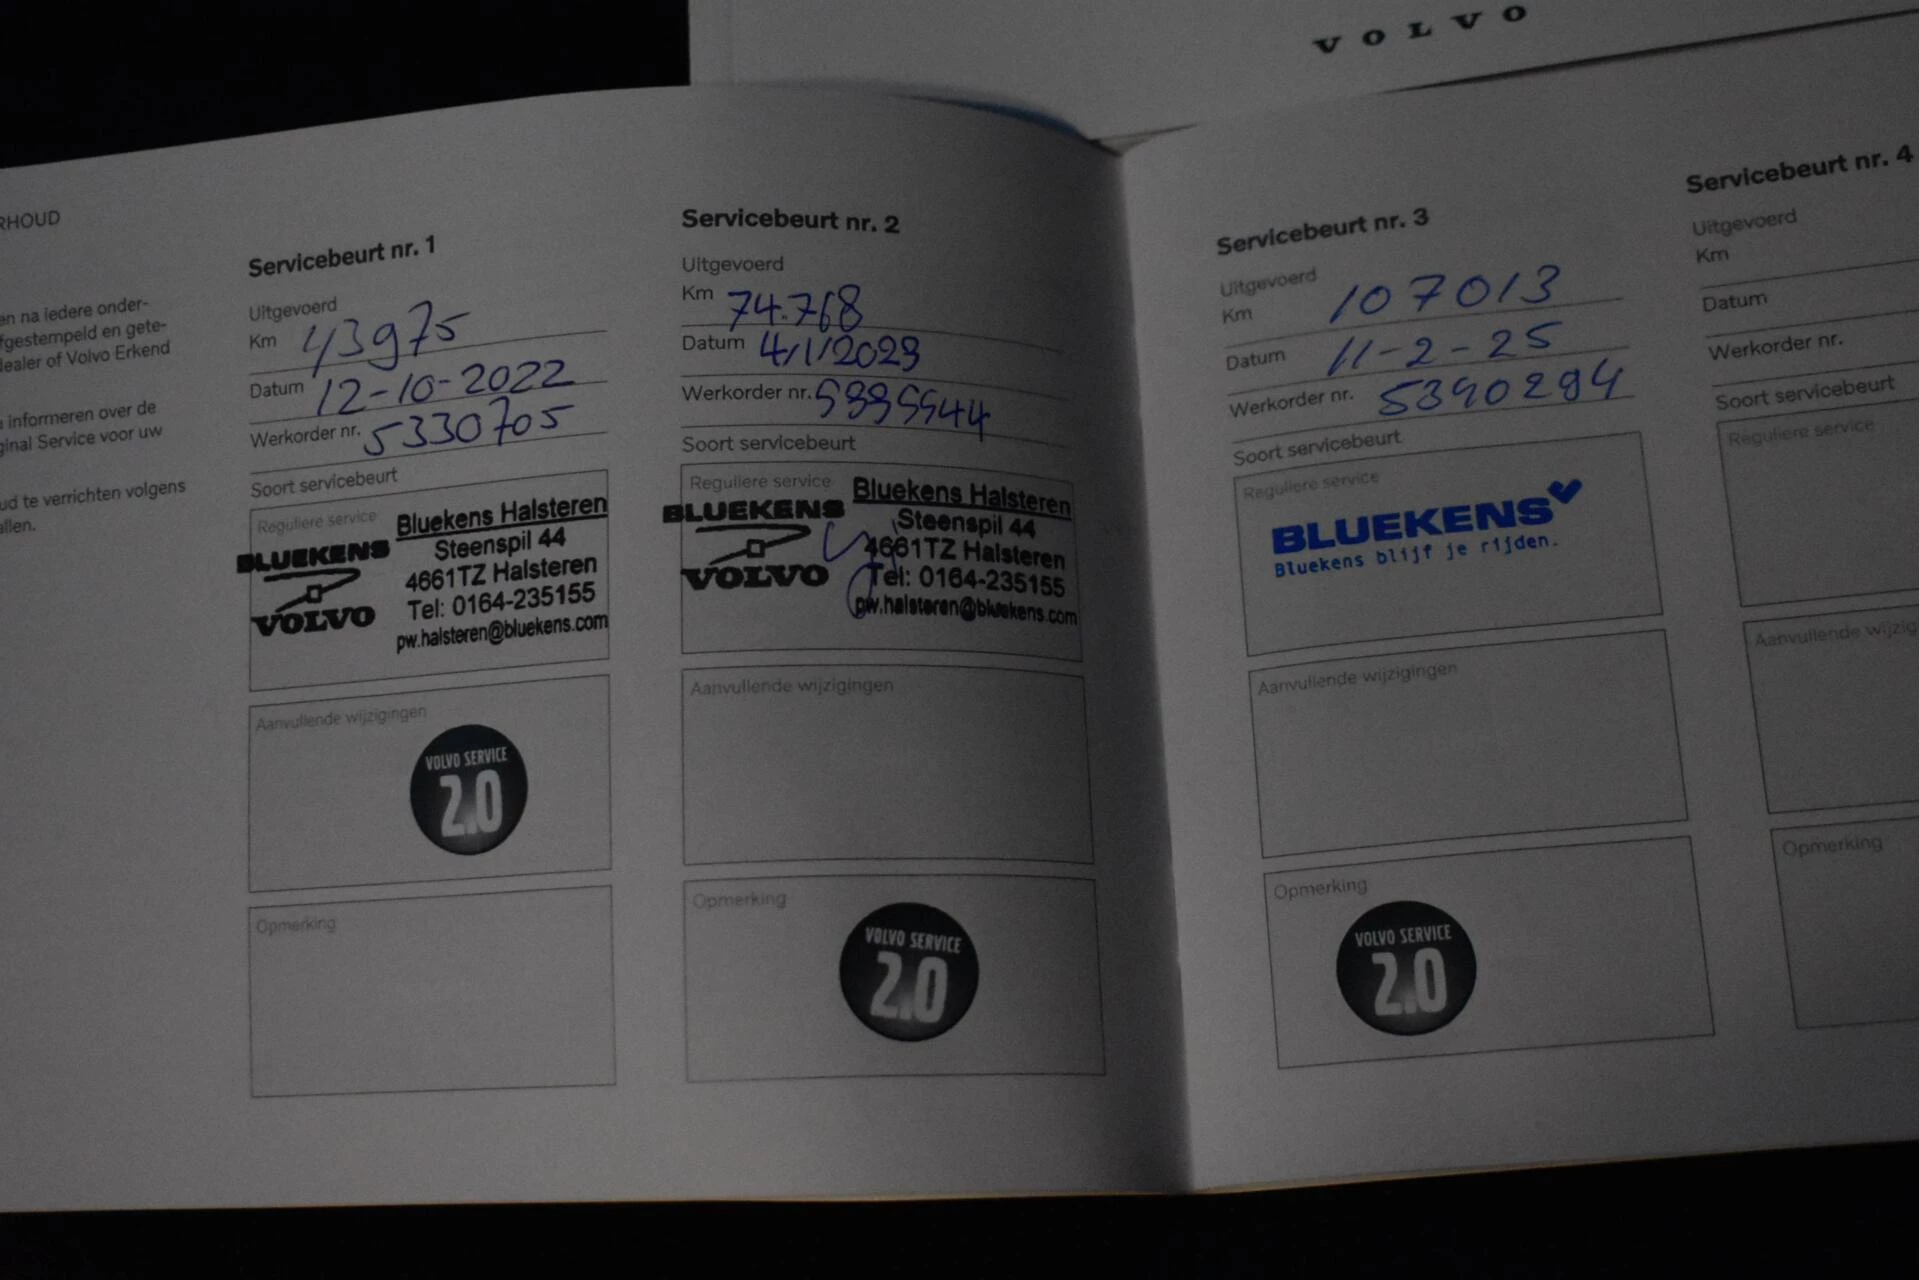 VOLVO
RHOUD
en na iedere onder-
fgestempeld en gete-
dealer of Volvo Erkend
informeren over de
ginal Service voor uw
ud te verrichten volgens
allen.
Servicebeurt nr. 1
Uitgevoerd
Km 43975
Datum 12-10-2022
Werkorder nr. 5330705
Soort servicebeurt
Reguliere service
BLUEKENS
VOLVO
Bluekens Halsteren
Steenspil 44
4661TZ Halsteren
Tel: 0164-235155
pw.halsteren@bluekens.com
Aanvullende wijzigingen
VOLVO SERVICE
2.0
Opmerking
Servicebeurt nr. 2
Uitgevoerd
Km 74.768
Datum 4/1/2023
Werkorder nr.
Soort servicebeurt
Reguliere service
BLUEKENS
VOLVO
Bluekens Halsteren
Steenspil 44
4661TZ Halsteren
Tel: 0164-235155
pw.halsteren@bluekens.com
Aanvullende wijzigingen
Opmerking
VOLVO SERVICE
2.0
Servicebeurt nr. 3
Uitgevoerd
Km 107013
Datum 11-2-25
Werkorder nr. 5390294
Soort servicebeurt
Reguliere service
BLUEKENS
Bluekens blijf je rijden.
Aanvullende wijzigingen
Opmerking
VOLVO SERVICE
2.0
Servicebeurt nr. 4
Uitgevoerd
Km
Datum
Werkorder nr.
Soort servicebeurt
Reguliere service
Aanvullende wijzig
Opmerking